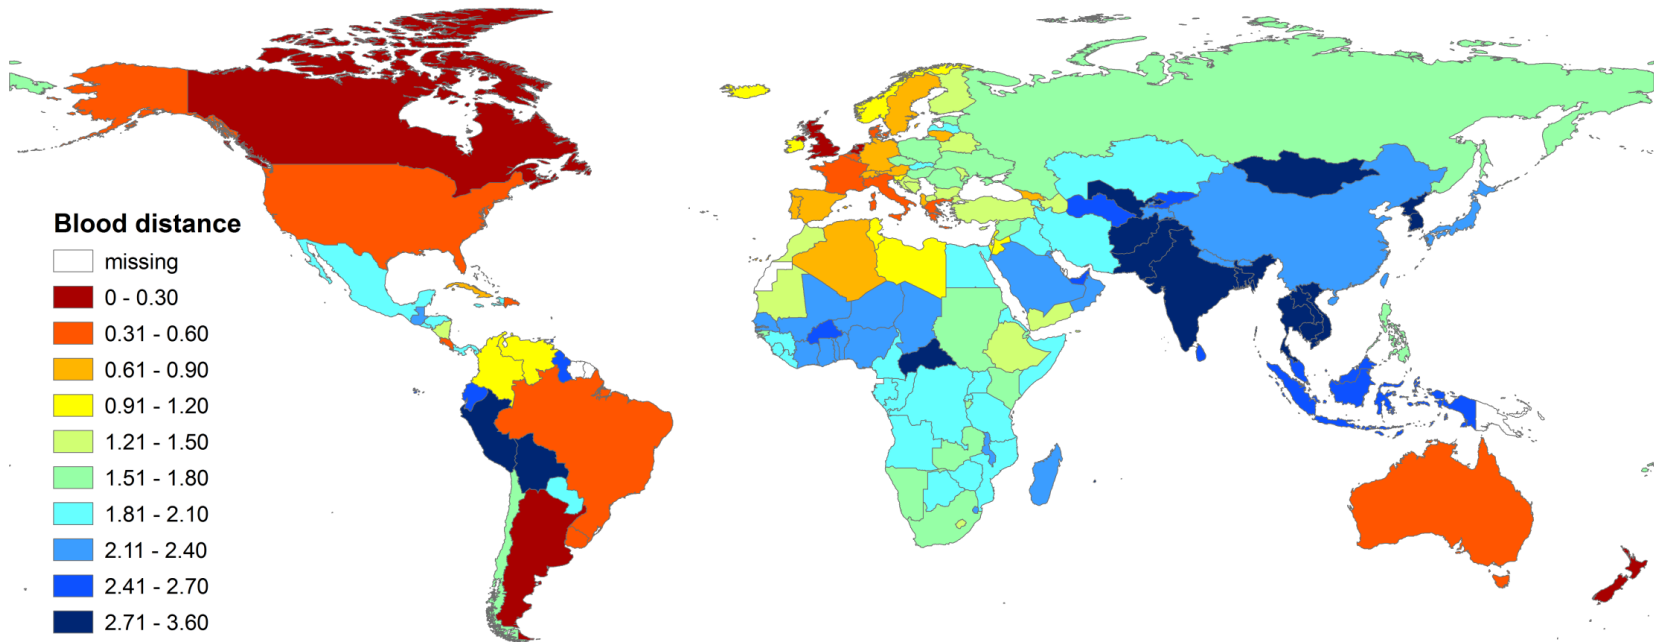 Blood distance
missing
0 - 0.30
0.31 - 0.60
0.61 - 0.90
0.91 - 1.20
1.21 - 1.50
1.51 - 1.80
1.81 - 2.10
2.11 - 2.40
2.41 - 2.70
2.71 - 3.60